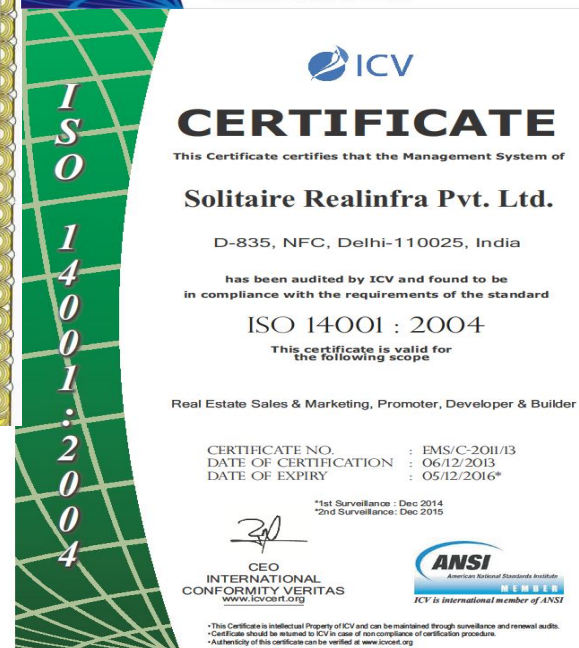 ISO 14001:2004
ICV
CERTIFICATE
This Certificate certifies that the Management System of
Solitaire Realinfra Pvt. Ltd.
D-835, NFC, Delhi-110025, India
has been audited by ICV and found to be
in compliance with the requirements of the standard
ISO 14001 : 2004
This certificate is valid for
the following scope
Real Estate Sales & Marketing, Promoter, Developer & Builder
CERTIFICATE NO. : EMS/C-2011/13
DATE OF CERTIFICATION : 06/12/2013
DATE OF EXPIRY : 05/12/2016*
*1st Surveillance : Dec 2014
*2nd Surveillance: Dec 2015
CEO
INTERNATIONAL
CONFORMITY VERITAS
www.icvcert.org
ANSI
American National Standards Institute
MEMBER
ICV is international member of ANSI
•This Certificate is intellectual Property of ICV and can be maintained through surveillance and renewal audits.
•Certificate should be returned to ICV in case of non compliance of certification procedure.
•Authenticity of this certificate can be verified at www.icvcert.org